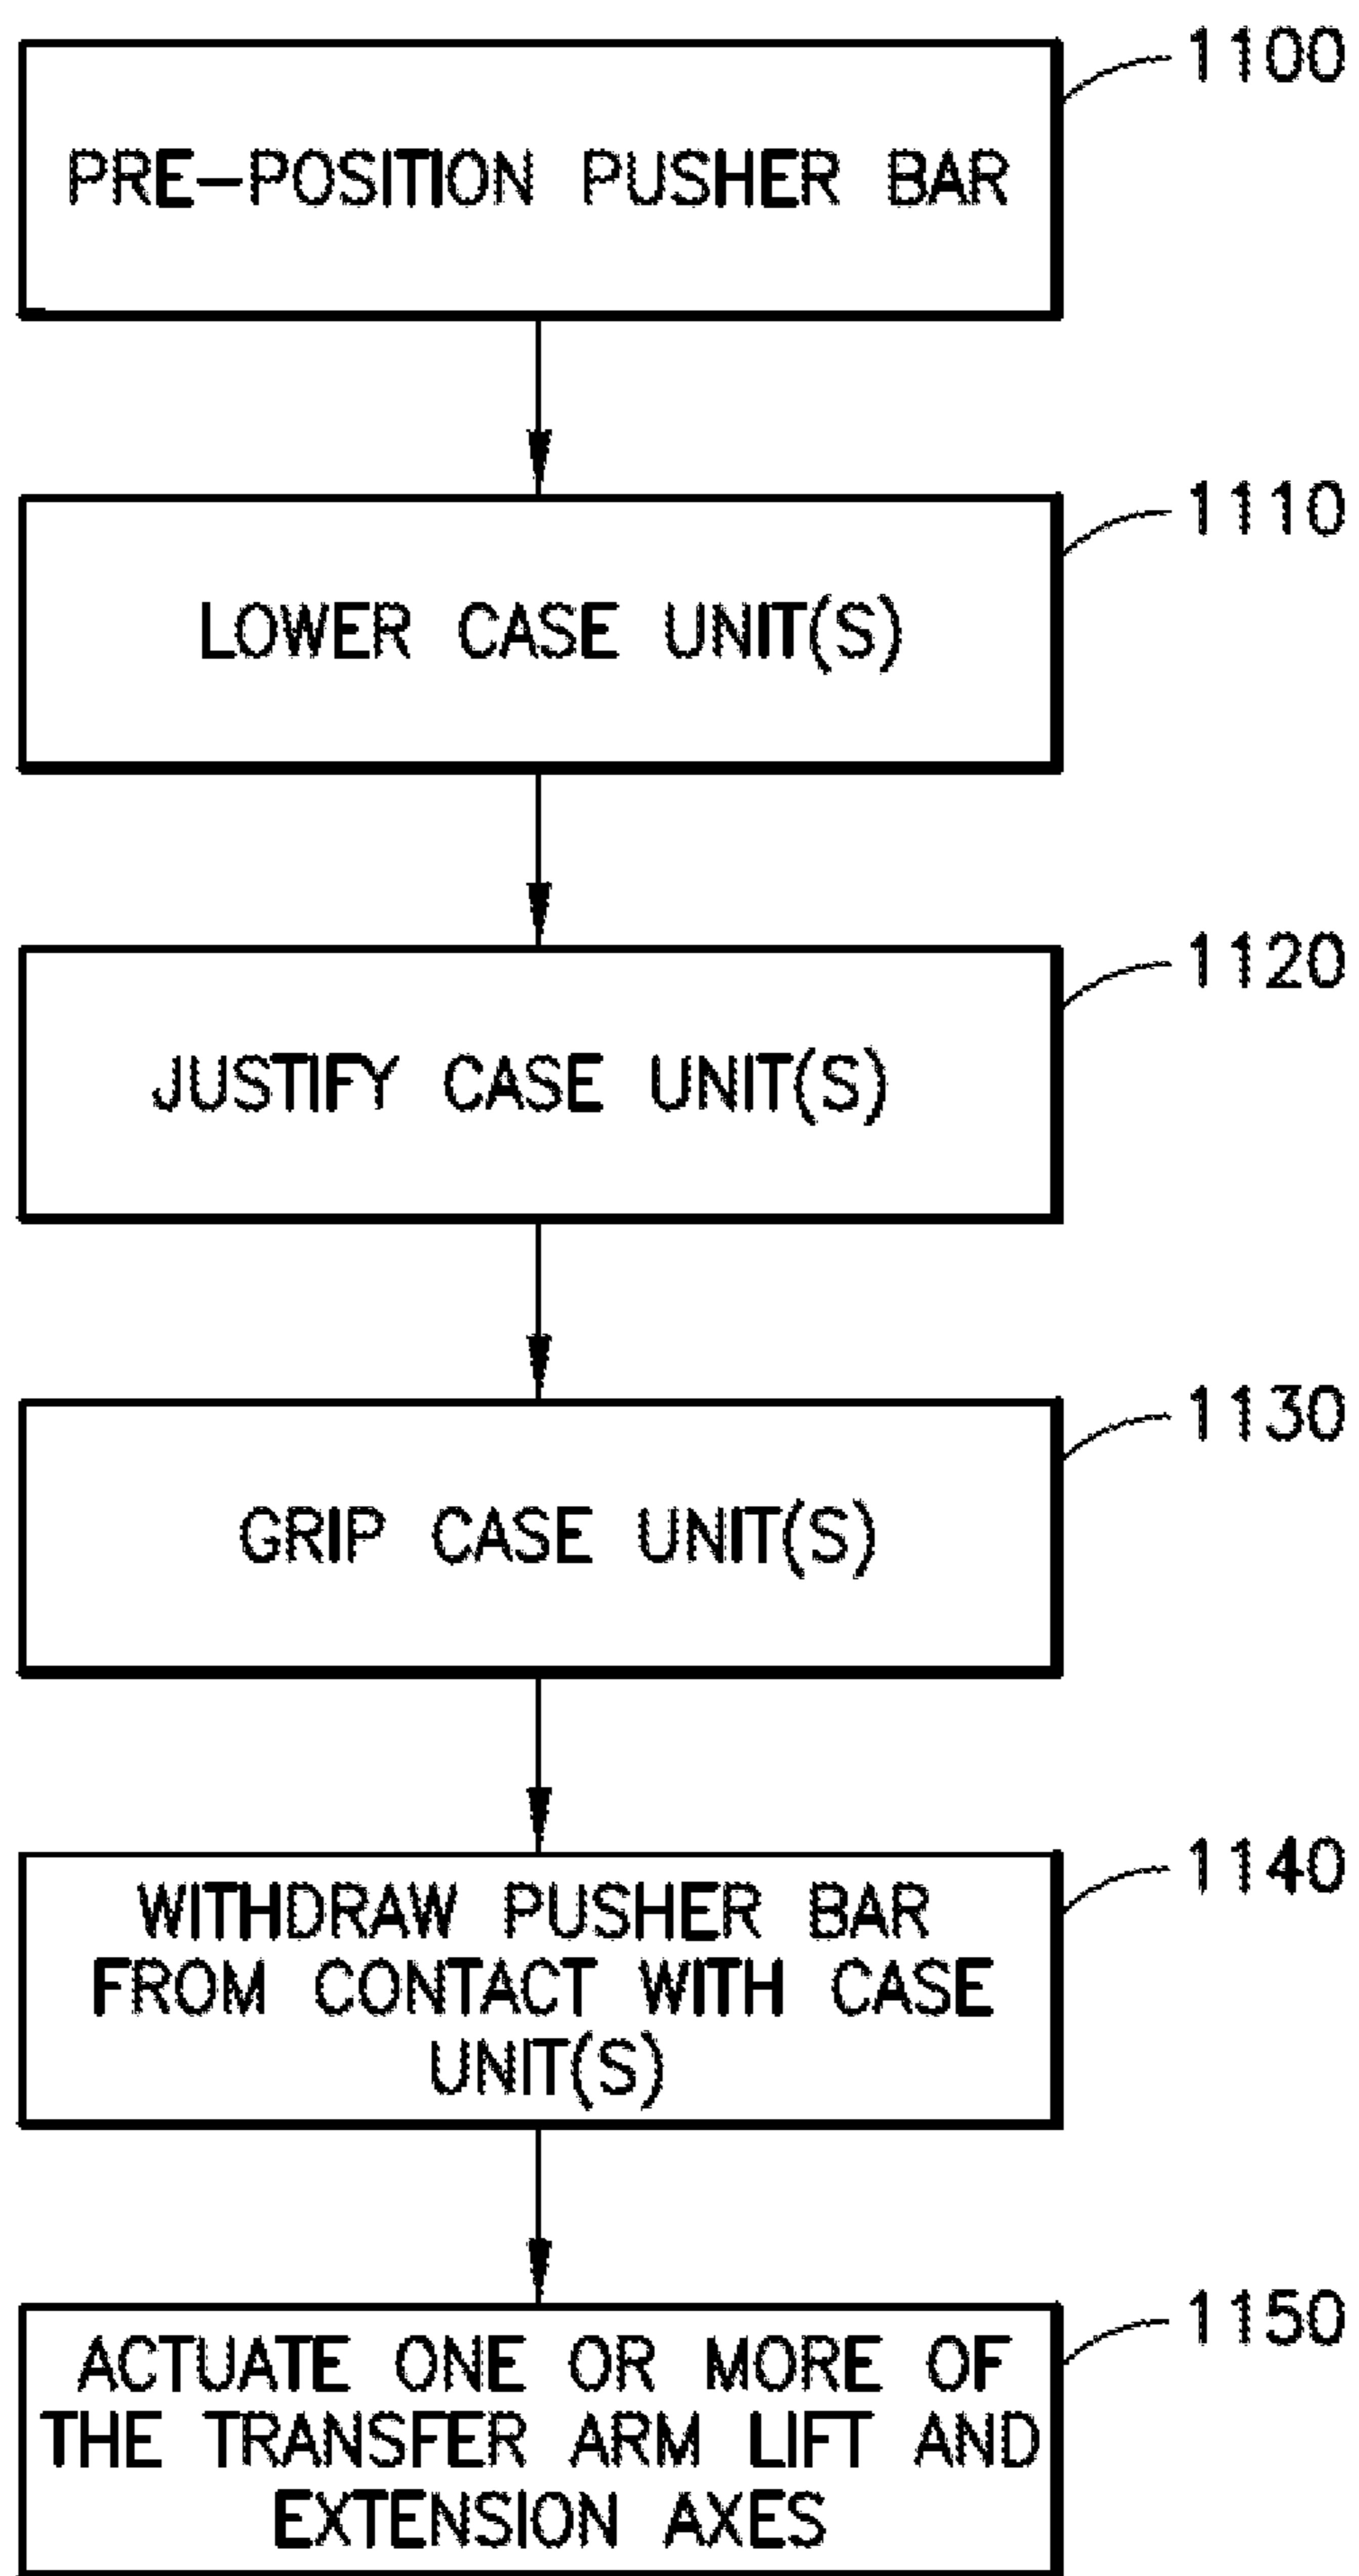 1100
PRE-POSITION PUSHER BAR
1110
LOWER CASE UNIT(S)
1120
JUSTIFY CASE UNIT(S)
1130
GRIP CASE UNIT(S)
1140
WITHDRAW PUSHER BAR
FROM CONTACT WITH CASE
UNIT(S)
1150
ACTUATE ONE OR MORE OF
THE TRANSFER ARM LIFT AND
EXTENSION AXES